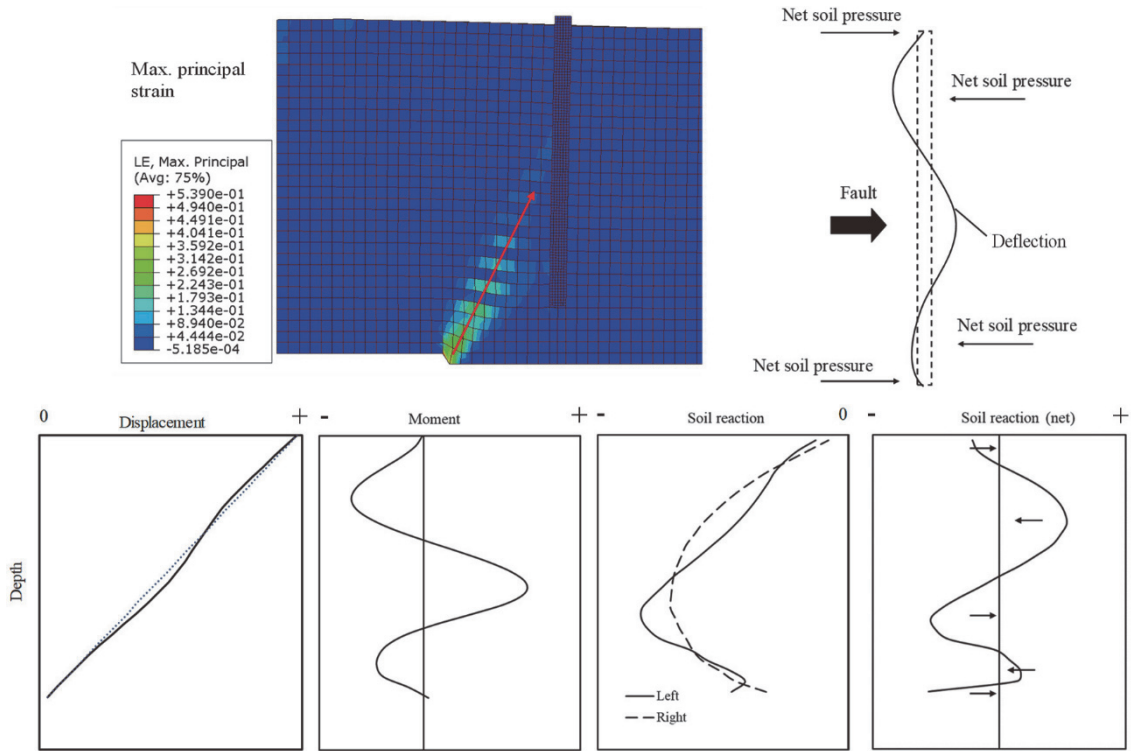 Max. principal
strain
LE, Max. Principal
(Avg: 75%)
+5.390e-01
+4.940e-01
+4.491e-01
+4.041e-01
+3.592e-01
+3.142e-01
+2.692e-01
+2.243e-01
+1.793e-01
+1.344e-01
+8.940e-02
+4.444e-02
-5.185e-04
Net soil pressure
Net soil pressure
Fault
Deflection
Net soil pressure
Net soil pressure
0 Displacement +
- Moment +
- Soil reaction 0
- Soil reaction (net) +
Depth
Left
Right